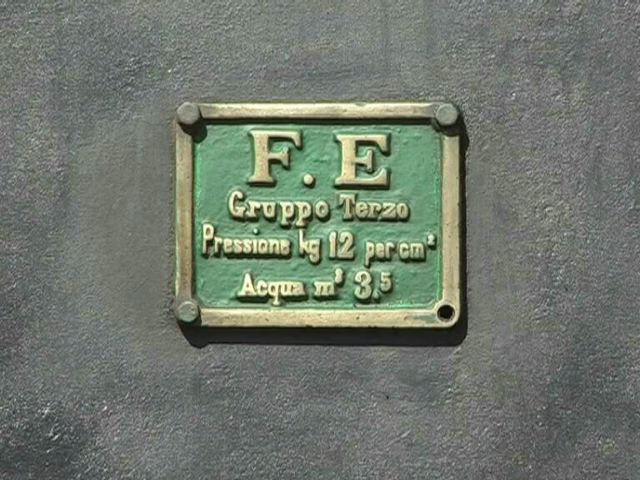 F. E
Gruppo Terzo
Pressione kg 12 per cm²
Acqua m³ 3,5